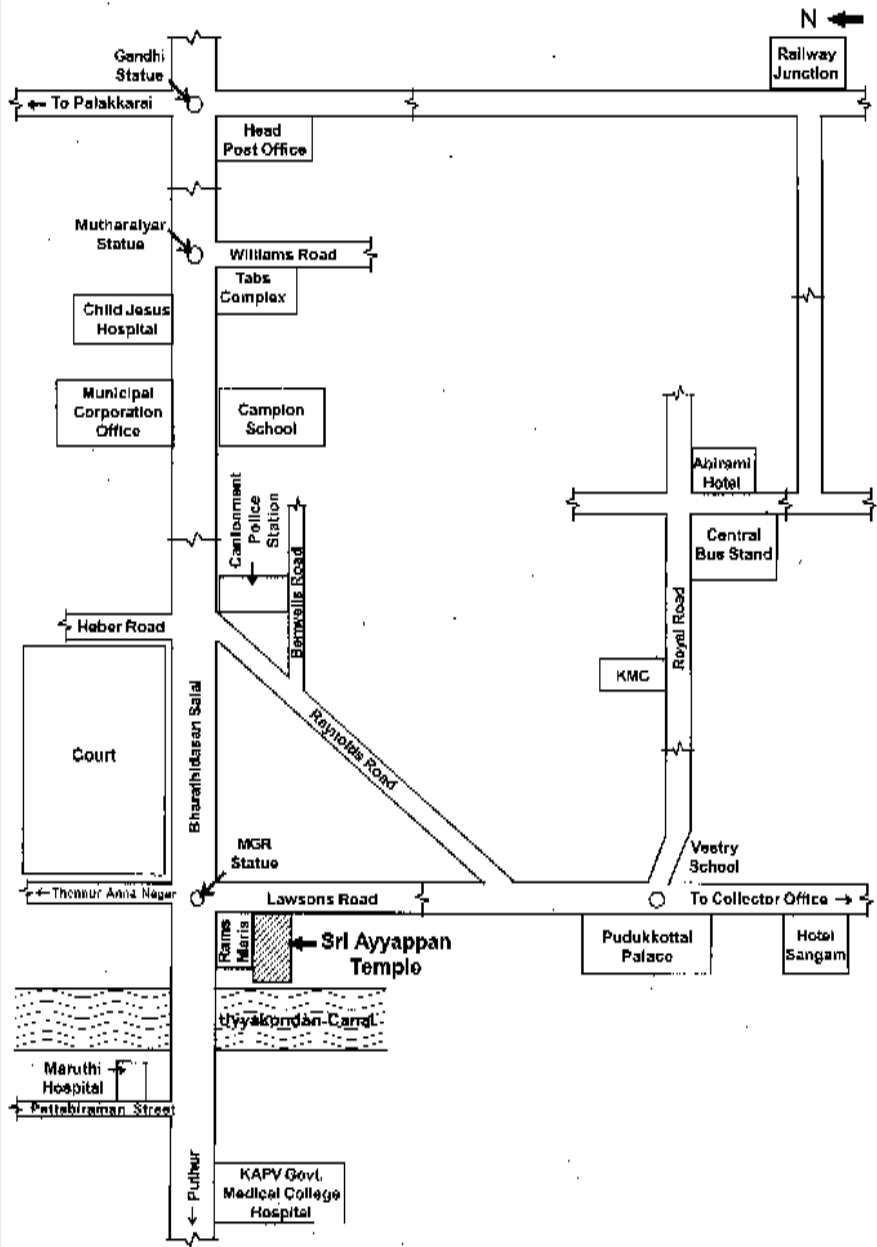 N
Railway
Junction
Gandhi
Statue
← To Palakkarai
Head
Post Office
Mutharaiyar
Statue
Williams Road
Tabs
Complex
Child Jesus
Hospital
Municipal
Corporation
Office
Campion
School
Cantonment
Police
Station
Abirami
Hotel
Central
Bus Stand
Heber Road
Royal Road
KMC
Reynolds Road
Court
Bharathidasan Salai
MGR
Statue
Vestry
School
← Thennur Anna Nagar
Lawsons Road
To Collector Office →
Rams
Maris
Sri Ayyappan
Temple
Pudukkottai
Palace
Hotel
Sangam
Uyyakondan Canal
Maruthi
Hospital
Pattabiraman Street
← Puthur
KAPV Govt.
Medical College
Hospital